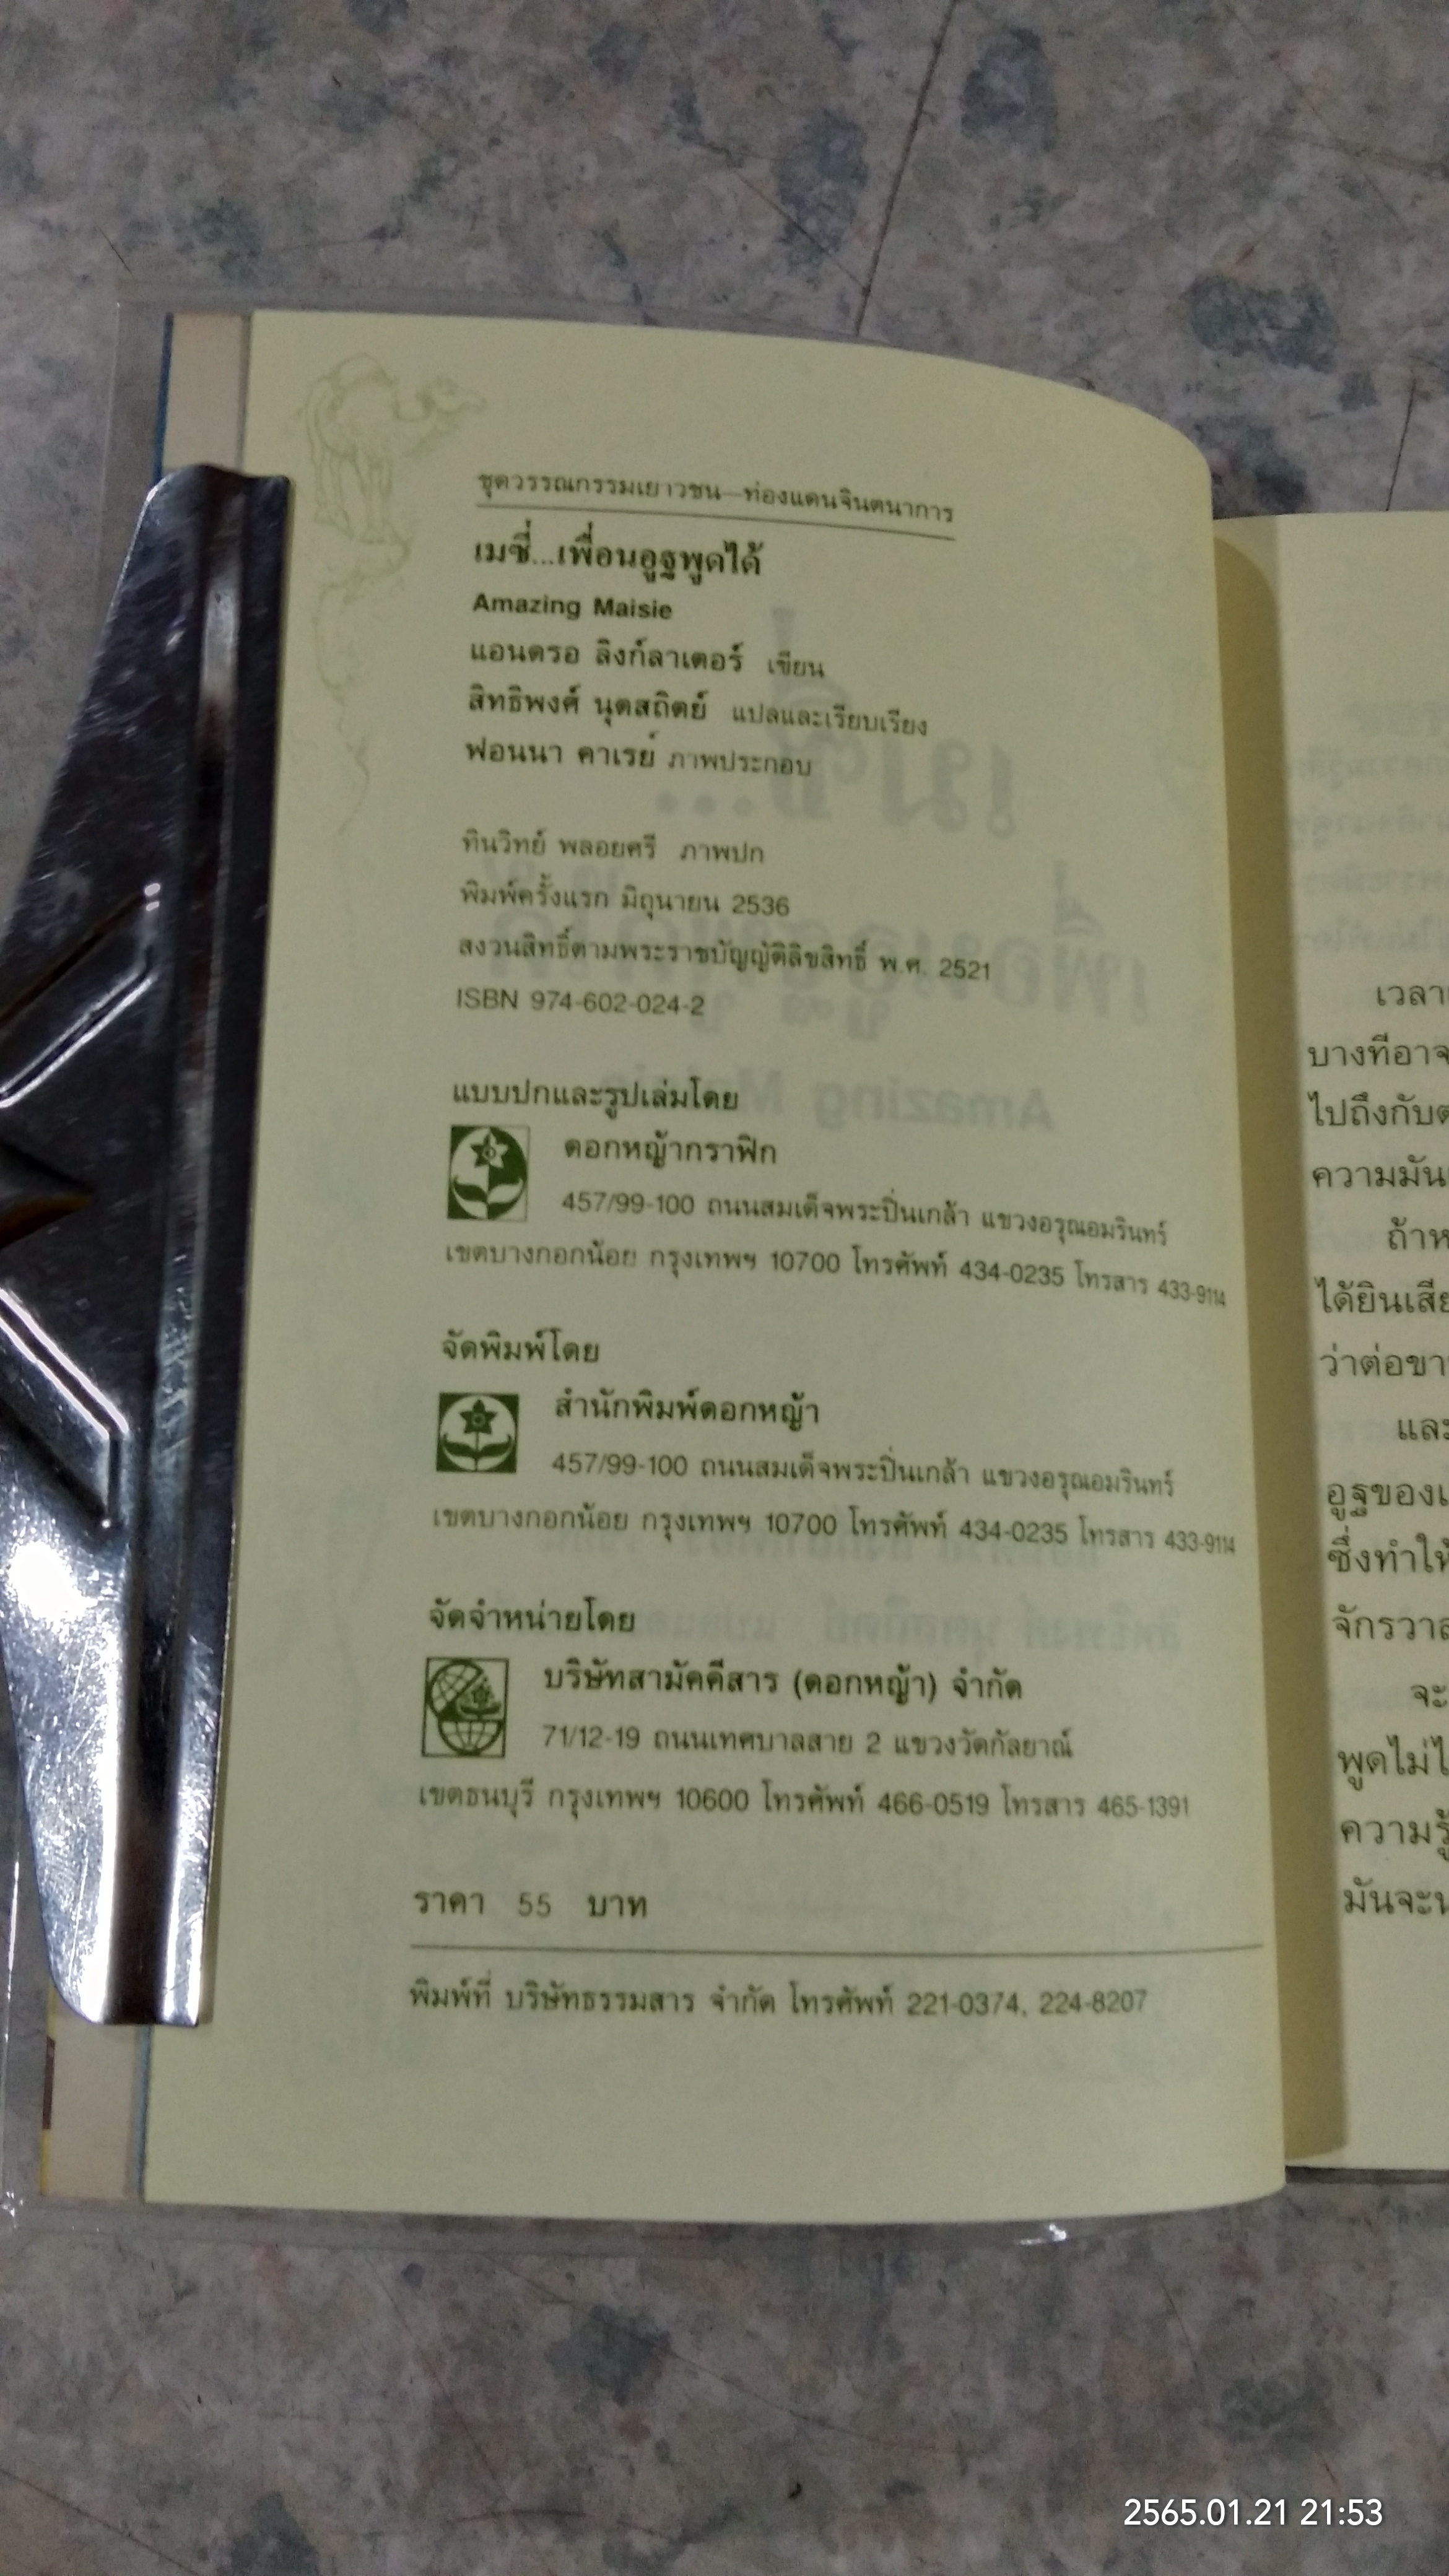 ชุดวรรณกรรมเยาวชน—ท่องแดนจินตนาการ
เมซี่...เพื่อนอูฐพูดได้
Amazing Maisie
แอนดรอ ลิงก์ลาเตอร์ เขียน
สิทธิพงศ์ นุตสถิตย์ แปลและเรียบเรียง
ฟอนนา คาเรย์ ภาพประกอบ
ทินวิทย์ พลอยศรี ภาพปก
พิมพ์ครั้งแรก มิถุนายน 2536
สงวนสิทธิ์ตามพระราชบัญญัติลิขสิทธิ์ พ.ศ. 2521
ISBN 974-602-024-2
แบบปกและรูปเล่มโดย
ดอกหญ้ากราฟิก
457/99-100 ถนนสมเด็จพระปิ่นเกล้า แขวงอรุณอมรินทร์
เขตบางกอกน้อย กรุงเทพฯ 10700 โทรศัพท์ 434-0235 โทรสาร 433-9114
จัดพิมพ์โดย
สำนักพิมพ์ดอกหญ้า
457/99-100 ถนนสมเด็จพระปิ่นเกล้า แขวงอรุณอมรินทร์
เขตบางกอกน้อย กรุงเทพฯ 10700 โทรศัพท์ 434-0235 โทรสาร 433-9114
จัดจำหน่ายโดย
บริษัทสามัคคีสาร (ดอกหญ้า) จำกัด
71/12-19 ถนนเทศบาลสาย 2 แขวงวัดกัลยาณ์
เขตธนบุรี กรุงเทพฯ 10600 โทรศัพท์ 466-0519 โทรสาร 465-1391
ราคา 55 บาท
พิมพ์ที่ บริษัทธรรมสาร จำกัด โทรศัพท์ 221-0374, 224-8207
เวลา
บางทีอาจ
ไปถึงกับ
ความมัน
ถ้าห
ได้ยินเสีย
ว่าต่อขา
และ
อูฐของเ
ซึ่งทำให้
จักรวาล
จะ
พูดไม่ไ
ความรู้
มันจะน
2565.01.21 21:53